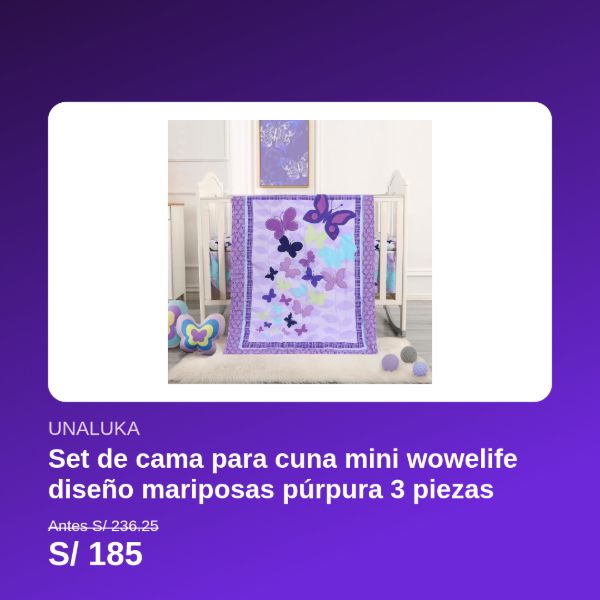 UNALUKA
Set de cama para cuna mini wowelife
diseño mariposas púrpura 3 piezas
Antes S/ 236.25
S/ 185